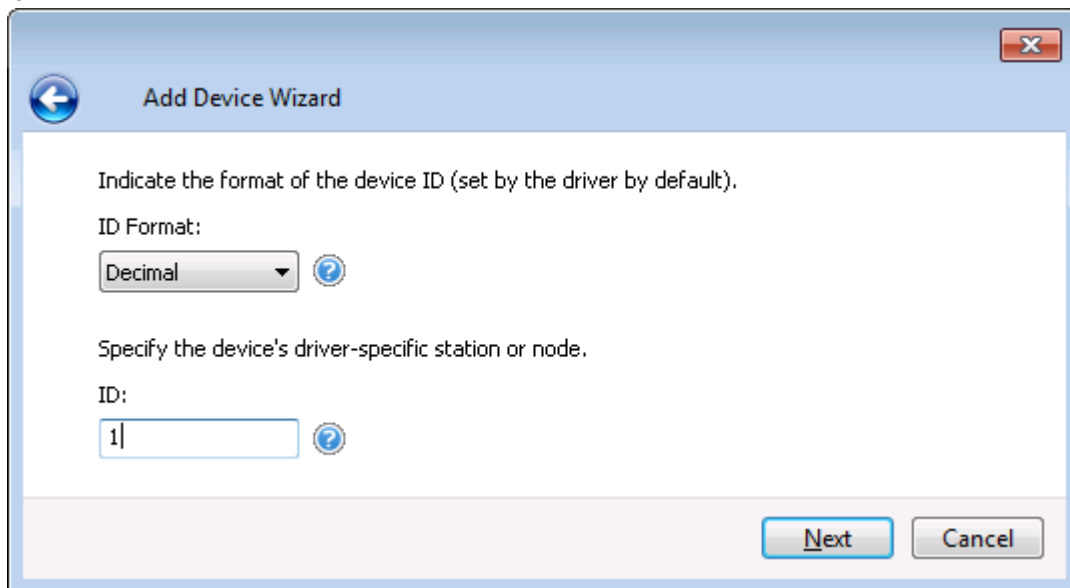 Add Device Wizard
Indicate the format of the device ID (set by the driver by default).
ID Format:
Decimal
Specify the device's driver-specific station or node.
ID:
1
Next Cancel